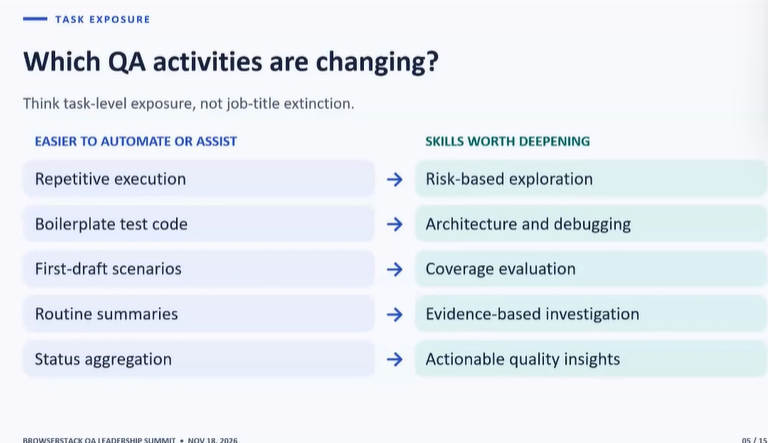 TASK EXPOSURE
Which QA activities are changing?
Think task-level exposure, not job-title extinction.
EASIER TO AUTOMATE OR ASSIST
SKILLS WORTH DEEPENING
Repetitive execution → Risk-based exploration
Boilerplate test code → Architecture and debugging
First-draft scenarios → Coverage evaluation
Routine summaries → Evidence-based investigation
Status aggregation → Actionable quality insights
BROWSERSTACK QA LEADERSHIP SUMMIT • NOV 18, 2026
05 / 15